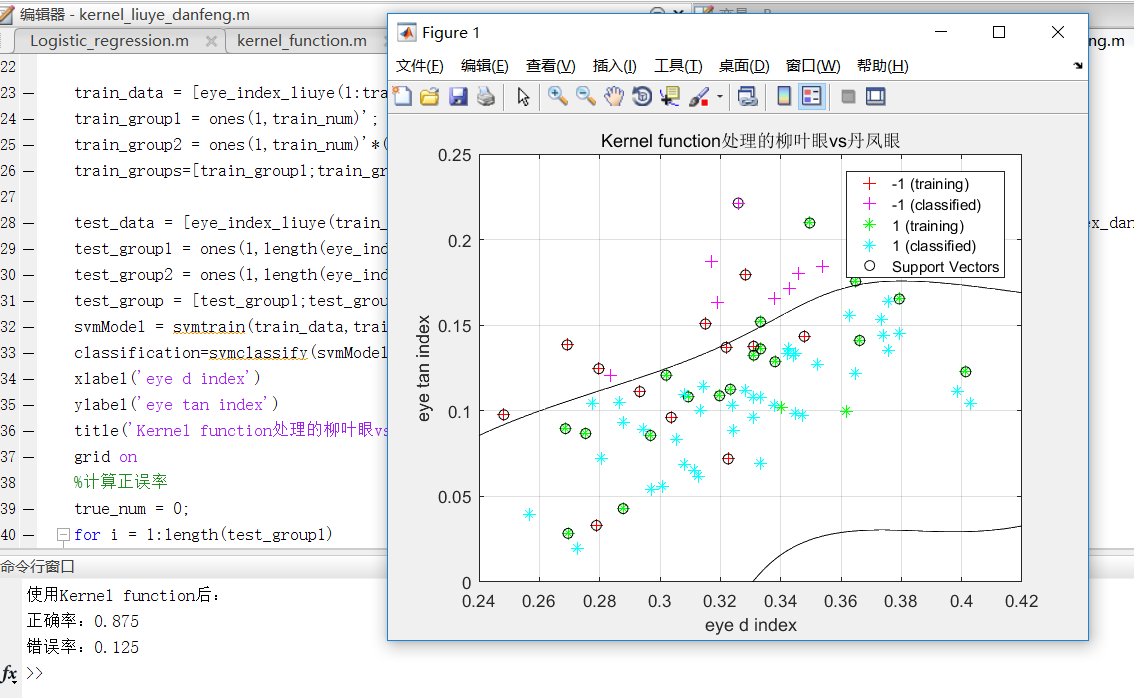 编辑器 - kernel_liuye_danfeng.m
Logistic_regression.m
kernel_function.m
ng.m
22
23 train_data = [eye_index_liuye(1:trai
24 train_group1 = ones(1,train_num)';
25 train_group2 = ones(1,train_num)'*(
26 train_groups=[train_group1;train_gr
27
28 test_data = [eye_index_liuye(train_
ex_dan
29 test_group1 = ones(1,length(eye_ind
30 test_group2 = ones(1,length(eye_ind
31 test_group = [test_group1;test_grou
32 svmModel = svmtrain(train_data,trai
33 classification=svmclassify(svmModel
34 xlabel('eye d index')
35 ylabel('eye tan index')
36 title('Kernel function处理的柳叶眼vs
37 grid on
38 %计算正误率
39 true_num = 0;
40 for i = 1:length(test_group1)
命令行窗口
使用Kernel function后:
正确率: 0.875
错误率: 0.125
fx >>
Figure 1
文件(F) 编辑(E) 查看(V) 插入(I) 工具(T) 桌面(D) 窗口(W) 帮助(H)
Kernel function处理的柳叶眼vs丹凤眼
-1 (training)
-1 (classified)
1 (training)
1 (classified)
Support Vectors
0.25
0.2
0.15
0.1
0.05
0
eye tan index
0.24 0.26 0.28 0.3 0.32 0.34 0.36 0.38 0.4 0.42
eye d index